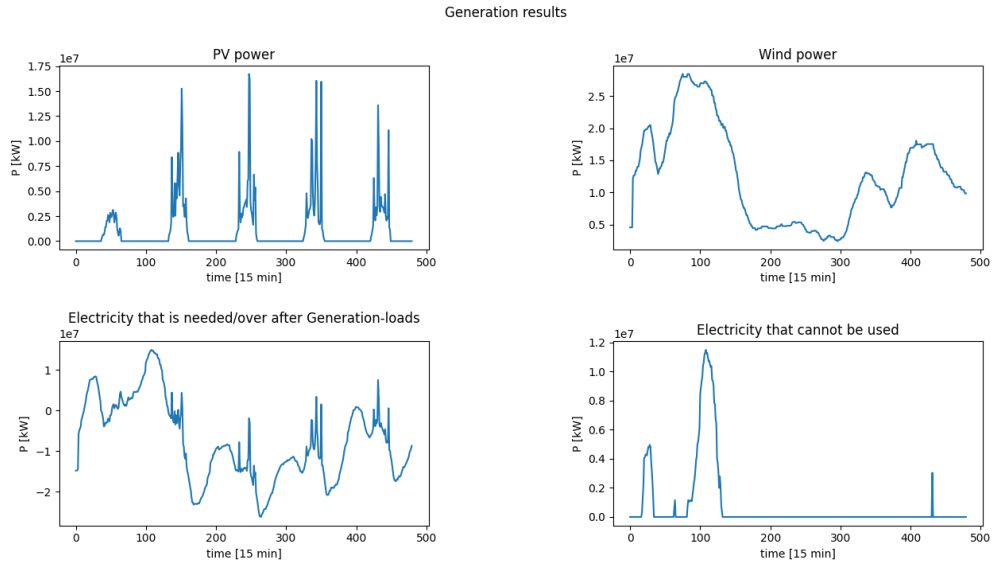 Generation results
PV power
1e7
P [kW]
1.75
1.50
1.25
1.00
0.75
0.50
0.25
0.00
0 100 200 300 400 500
time [15 min]
Wind power
1e7
P [kW]
2.5
2.0
1.5
1.0
0.5
0 100 200 300 400 500
time [15 min]
Electricity that is needed/over after Generation-loads
1e7
P [kW]
1
0
−1
−2
0 100 200 300 400 500
time [15 min]
Electricity that cannot be used
1e7
P [kW]
1.2
1.0
0.8
0.6
0.4
0.2
0.0
0 100 200 300 400 500
time [15 min]